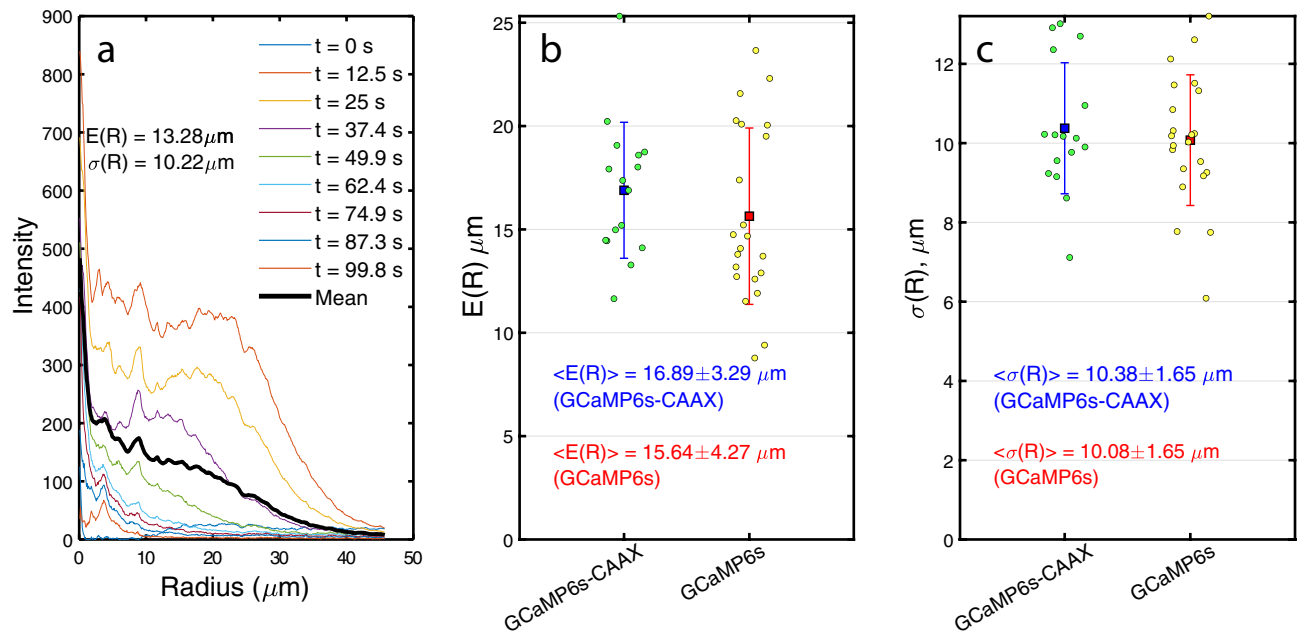 a
t = 0 s
t = 12.5 s
t = 25 s
t = 37.4 s
t = 49.9 s
t = 62.4 s
t = 74.9 s
t = 87.3 s
t = 99.8 s
Mean
E(R) = 13.28μm
σ(R) = 10.22μm
900
800
700
600
500
400
300
200
100
0
Intensity
0
10
20
30
40
50
Radius (μm)
b
25
20
15
10
5
0
E(R) μm
<E(R)> = 16.89±3.29 μm
(GCaMP6s-CAAX)
<E(R)> = 15.64±4.27 μm
(GCaMP6s)
GCaMP6s-CAAX
GCaMP6s
c
12
10
8
6
4
2
0
σ(R), μm
<σ(R)> = 10.38±1.65 μm
(GCaMP6s-CAAX)
<σ(R)> = 10.08±1.65 μm
(GCaMP6s)
GCaMP6s-CAAX
GCaMP6s